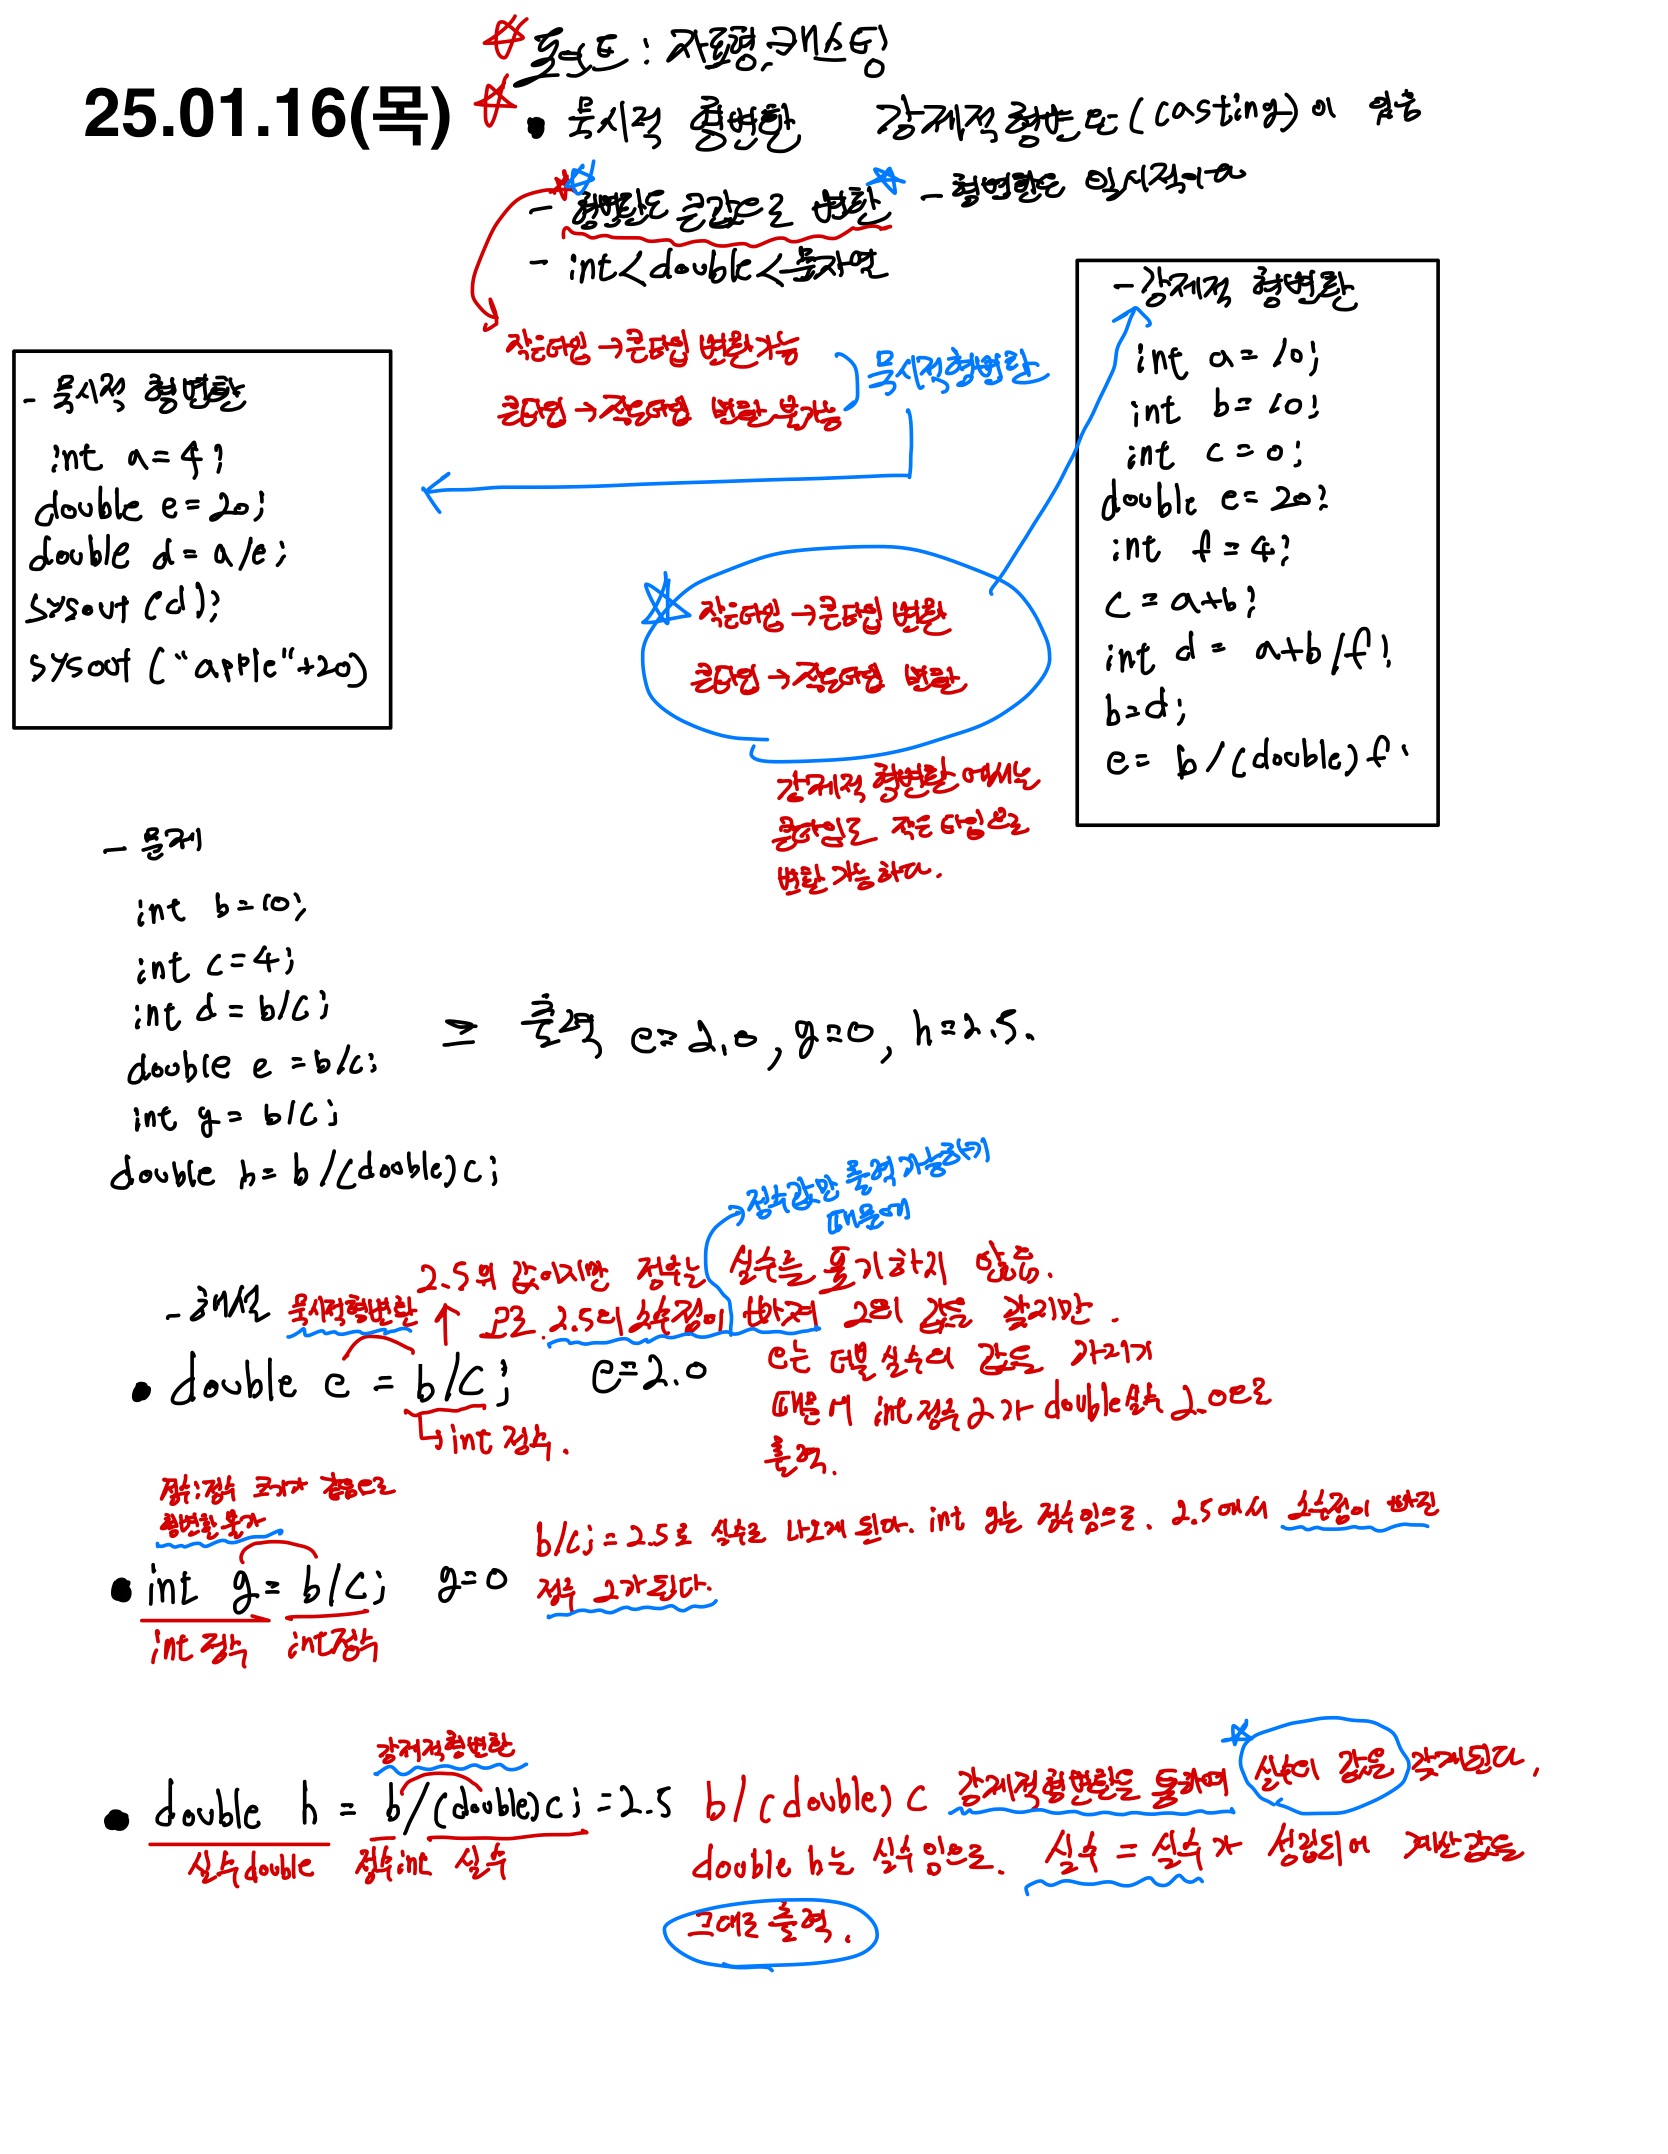 25.01.16(목)
포인트 : 자료형, 캐스팅
묵시적 형변환 강제적 형변환(casting)이 있음
- 형변환은 큰값으로 변환 - 형변환은 일시적이다
- int < double < 문자열
작은타입 → 큰타입 변환가능
큰타입 → 작은타입 변환 불가능
묵시적형변환
- 묵시적 형변환
int a = 4;
double e = 20;
double d = a/e;
sysout (d);
sysout ("apple"+20)
- 강제적 형변환
int a = 10;
int b = 10;
int c = 0;
double e = 20;
int f = 4;
c = a+b;
int d = a+b/f;
b=d;
e = b/(double)f.
작은타입 → 큰타입 변환
큰타입 → 작은타입 변환
강제적 형변환에서는
큰타입도 작은타입으로
변환 가능하다.
- 문제
int b = 10;
int c = 4;
int d = b/c;
double e = b/c;
int g = b/c;
double h = b/(double)c;
= 출력 e=2.0, g=0, h=2.5.
정수값만 출력가능하기
때문에
- 해설
묵시적형변환
2.5의 값이지만 정수는 실수를 표기하지 않음.
으로. 2.5의 소숫점이 빠져 2의 값을 갖지만.
double e = b/c; e=2.0
int 정수.
e는 더블 실수의 값을 가지기
때문에 int 정수 2가 double 실수 2.0으로
출력.
정수:정수 크기가 같음으로
형변환 불가
int g = b/c; g=0
int 정수 int 정수
b/c; = 2.5로 실수로 나오게 된다. int g는 정수임으로. 2.5에서 소수점이 빠진
정수 2가 된다.
강제적형변환
double h = b/(double)c; = 2.5
실수 double 정수 int 실수
b/(double)c 강제적형변환을 통하여 실수의 값을 갖게된다.
double h는 실수임으로. 실수 = 실수가 성립되어 계산값을
그대로 출력.